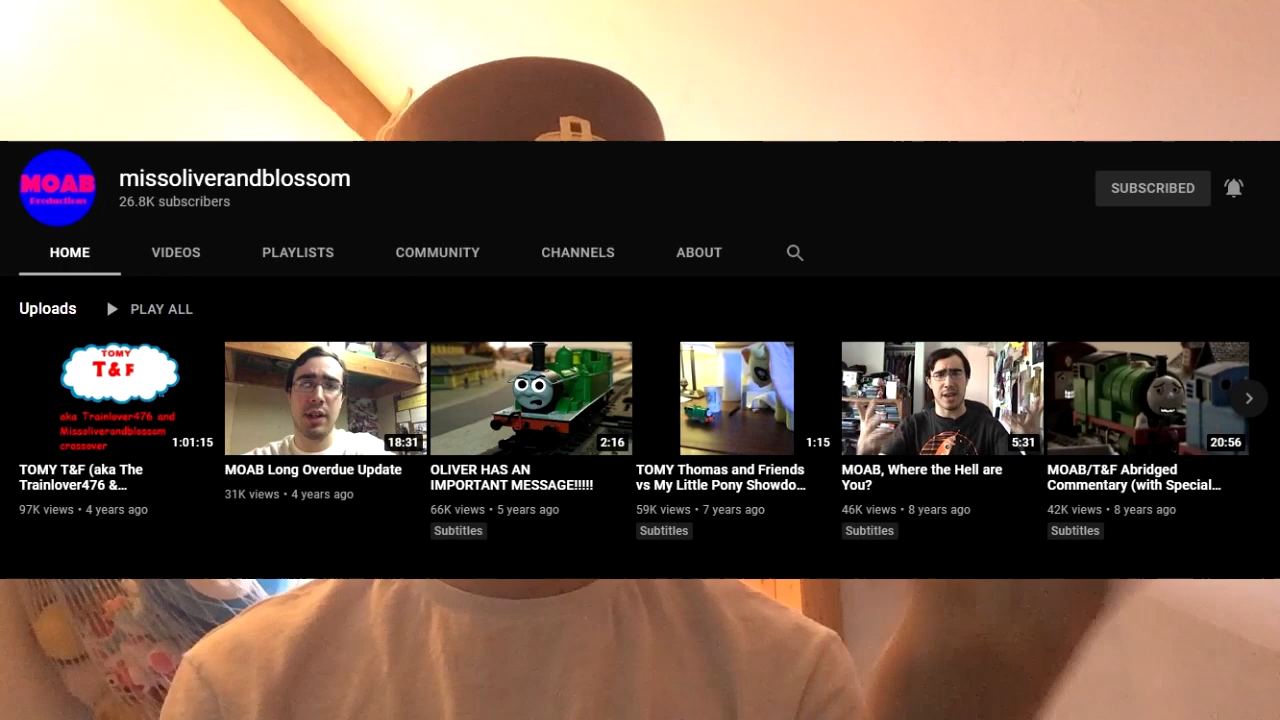 MOAB
Productions
missoliverandblossom
26.8K subscribers
SUBSCRIBED
HOME
VIDEOS
PLAYLISTS
COMMUNITY
CHANNELS
ABOUT
Uploads
PLAY ALL
TOMY
T&F
aka Trainlover476 and
Missoliverandblossom
crossover
1:01:15
18:31
2:16
1:15
5:31
20:56
TOMY T&F (aka The
Trainlover476 &...
97K views • 4 years ago
MOAB Long Overdue Update
31K views • 4 years ago
OLIVER HAS AN
IMPORTANT MESSAGE!!!!!
66K views • 5 years ago
Subtitles
TOMY Thomas and Friends
vs My Little Pony Showdo...
59K views • 7 years ago
Subtitles
MOAB, Where the Hell are
You?
46K views • 8 years ago
Subtitles
MOAB/T&F Abridged
Commentary (with Special...
42K views • 8 years ago
Subtitles